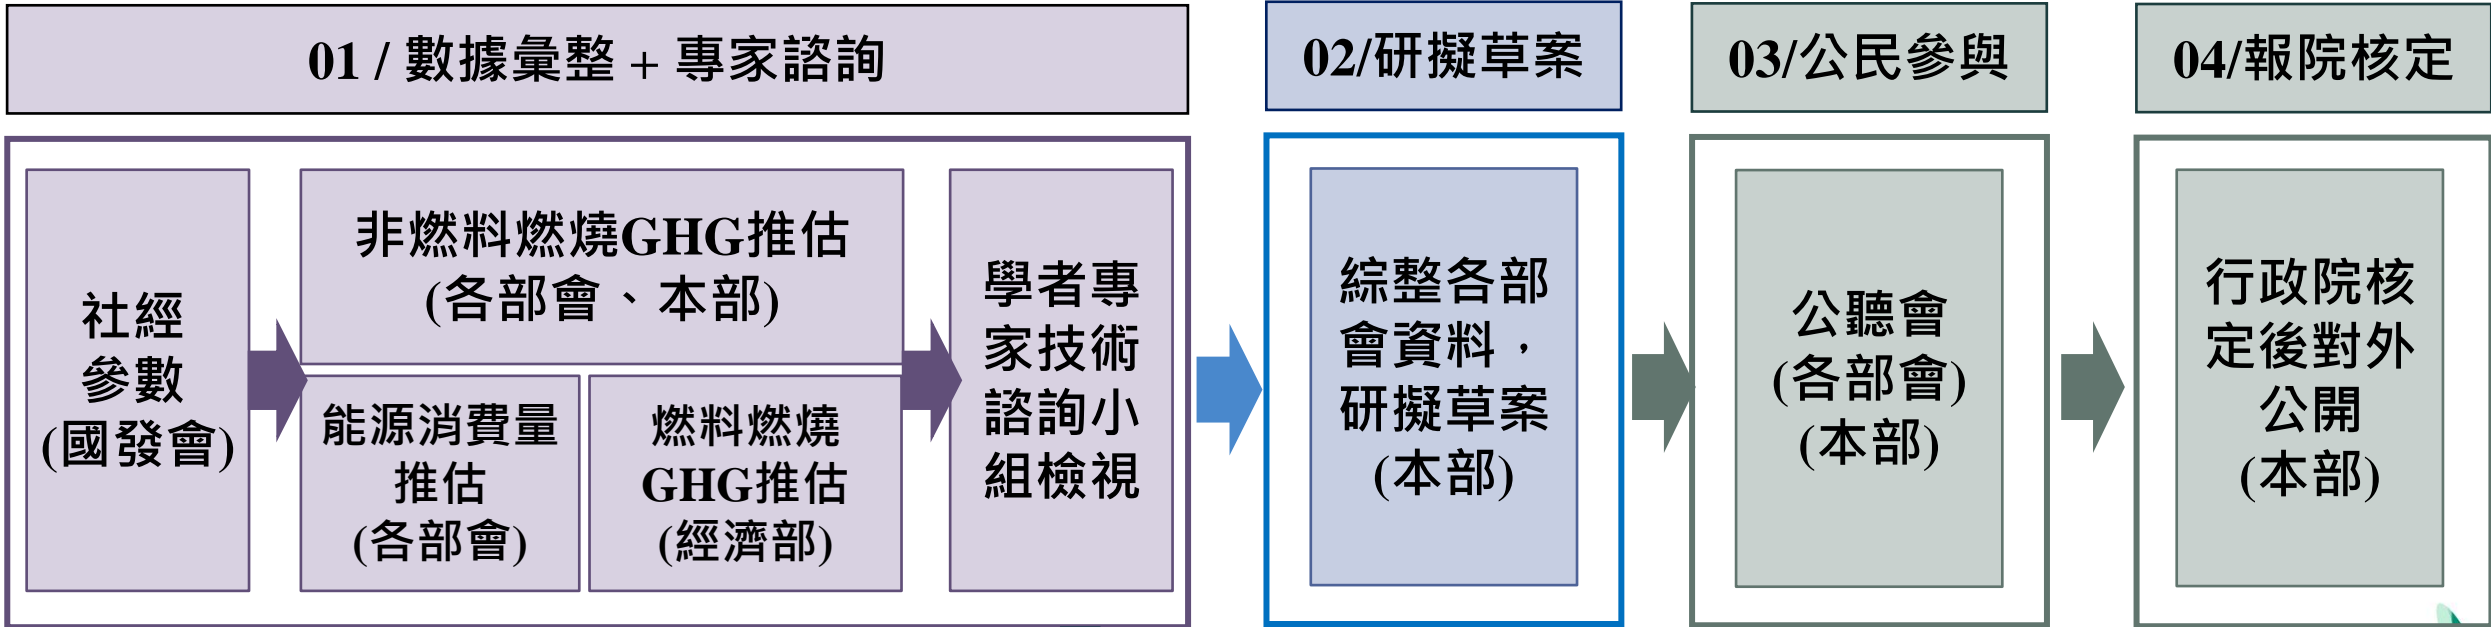 01 / 數據彙整 + 專家諮詢
社經
參數
(國發會)
非燃料燃燒GHG推估
(各部會、本部)
能源消費量
推估
(各部會)
燃料燃燒
GHG推估
(經濟部)
學者專
家技術
諮詢小
組檢視
02/研擬草案
綜整各部
會資料，
研擬草案
(本部)
03/公民參與
公聽會
(各部會)
(本部)
04/報院核定
行政院核
定後對外
公開
(本部)